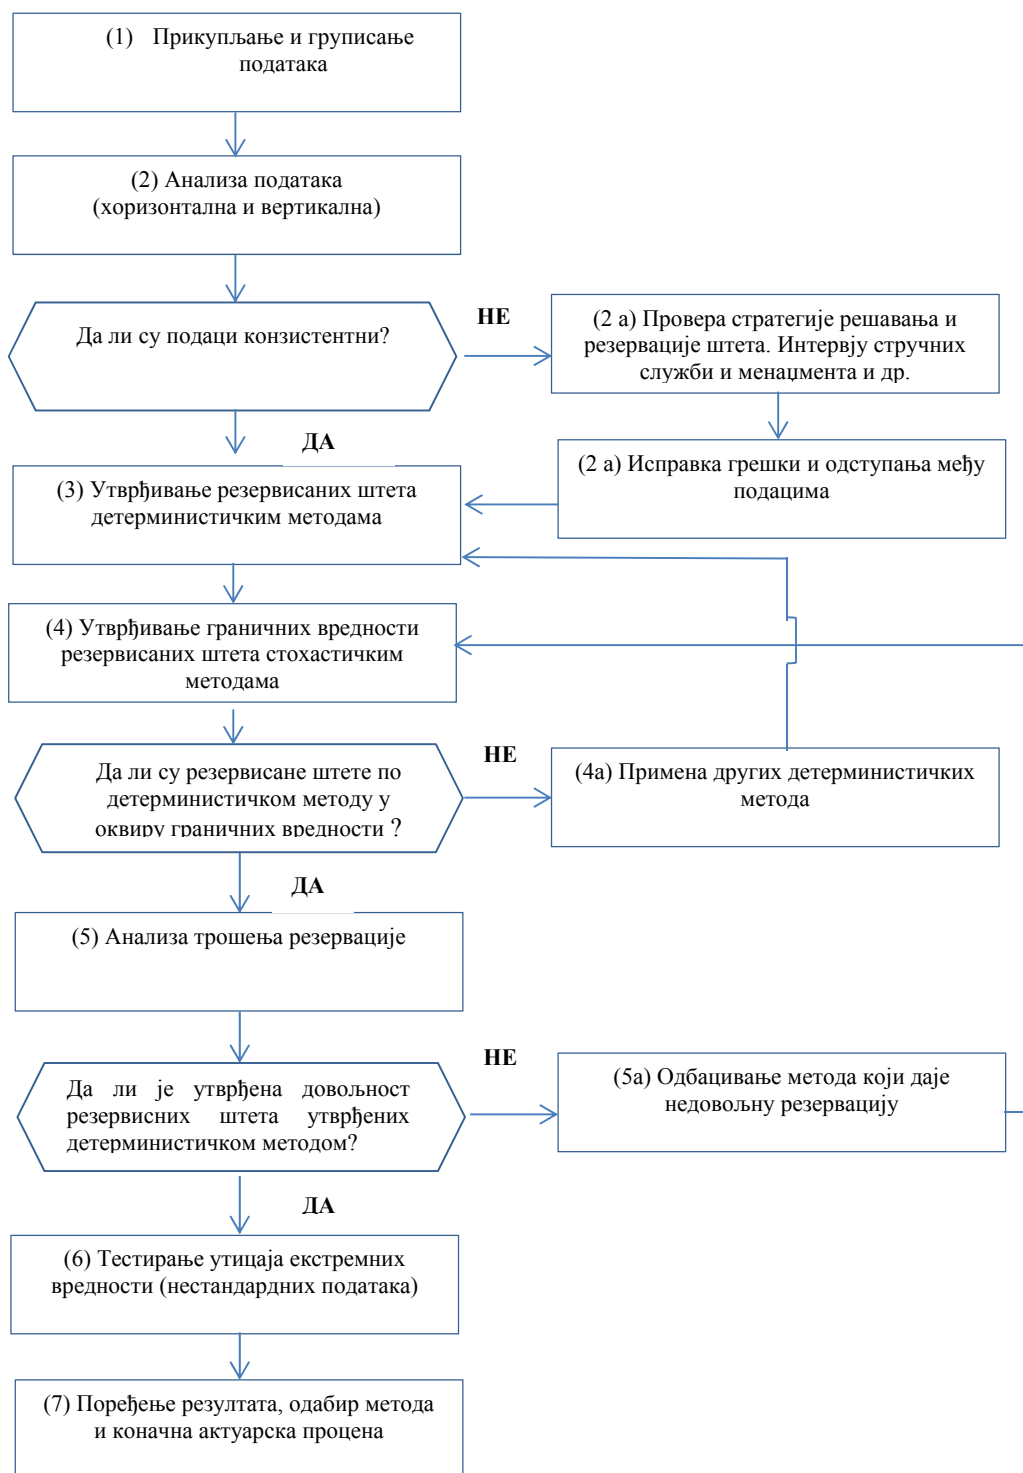 (1) Прикупљање и груписање
података
(2) Анализа података
(хоризонтална и вертикална)
Да ли су подаци конзистентни?
НЕ
(2 а) Провера стратегије решавања и
резервације штета. Интервју стручних
служби и менаџмента и др.
ДА
(2 а) Исправка грешки и одступања међу
подацима
(3) Утврђивање резервисаних штета
детерминистичким методама
(4) Утврђивање граничних вредности
резервисаних штета стохастичким
методама
Да ли су резервисане штете по
детерминистичком методу у
оквиру граничних вредности ?
НЕ
(4а) Примена других детерминистичких
метода
ДА
(5) Анализа трошења резервације
Да ли је утврђена довољност
резервисних штета утврђених
детерминистичком методом?
НЕ
(5а) Одбацивање метода који даје
недовољну резервацију
ДА
(6) Тестирање утицаја екстремних
вредности (нестандардних података)
(7) Поређење резултата, одабир метода
и коначна актуарска процена